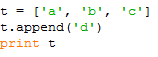 t = ['a', 'b', 'c']
t.append('d')
print t